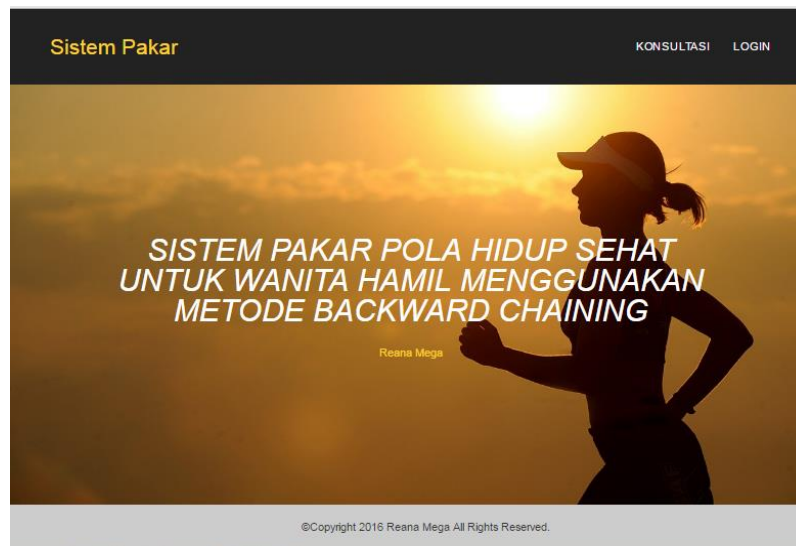 Sistem Pakar
KONSULTASI LOGIN
SISTEM PAKAR POLA HIDUP SEHAT
UNTUK WANITA HAMIL MENGGUNAKAN
METODE BACKWARD CHAINING
Reana Mega
©Copyright 2016 Reana Mega All Rights Reserved.